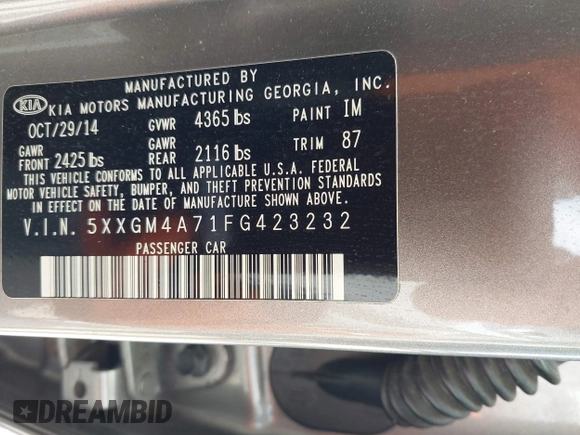 MANUFACTURED BY
KIA KIA MOTORS MANUFACTURING GEORGIA, INC.
OCT/29/14 GVWR 4365 lbs PAINT IM
GAWR FRONT 2425 lbs GAWR REAR 2116 lbs TRIM 87
THIS VEHICLE CONFORMS TO ALL APPLICABLE U.S.A. FEDERAL
MOTOR VEHICLE SAFETY, BUMPER, AND THEFT PREVENTION STANDARDS
IN EFFECT ON THE DATE OF MANUFACTURE SHOWN ABOVE.
V.I.N. 5XXGM4A71FG423232
PASSENGER CAR
DREAMBID